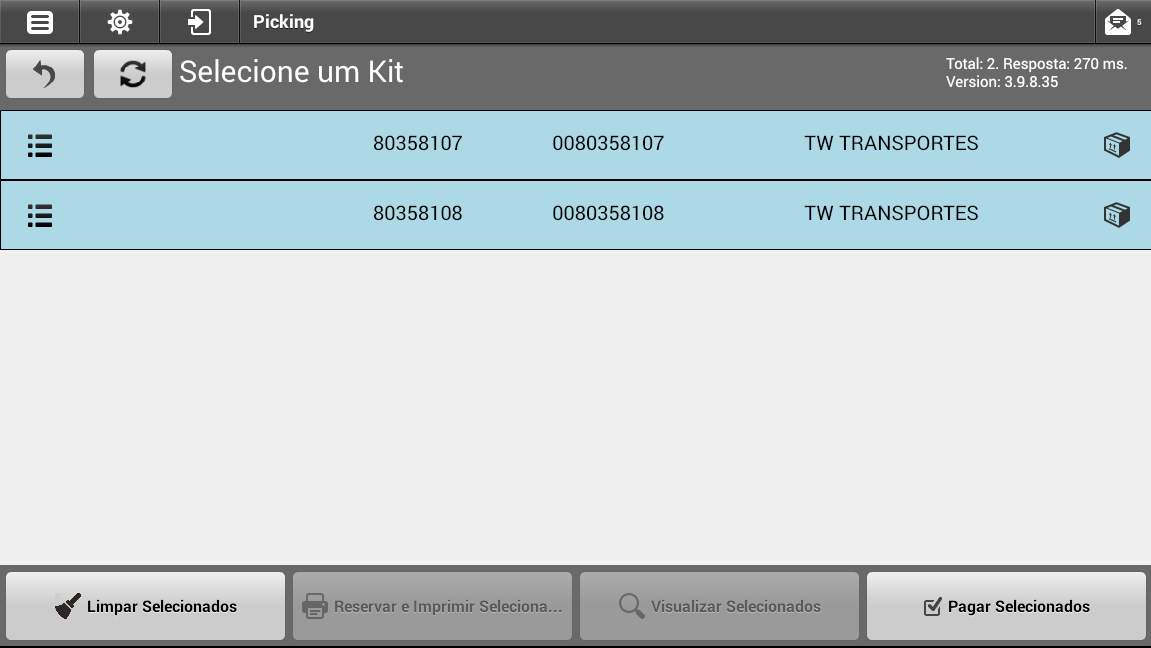 Picking
5
Selecione um Kit
Total: 2. Resposta: 270 ms.
Version: 3.9.8.35
80358107 0080358107 TW TRANSPORTES
80358108 0080358108 TW TRANSPORTES
Limpar Selecionados
Reservar e Imprimir Seleciona...
Visualizar Selecionados
Pagar Selecionados